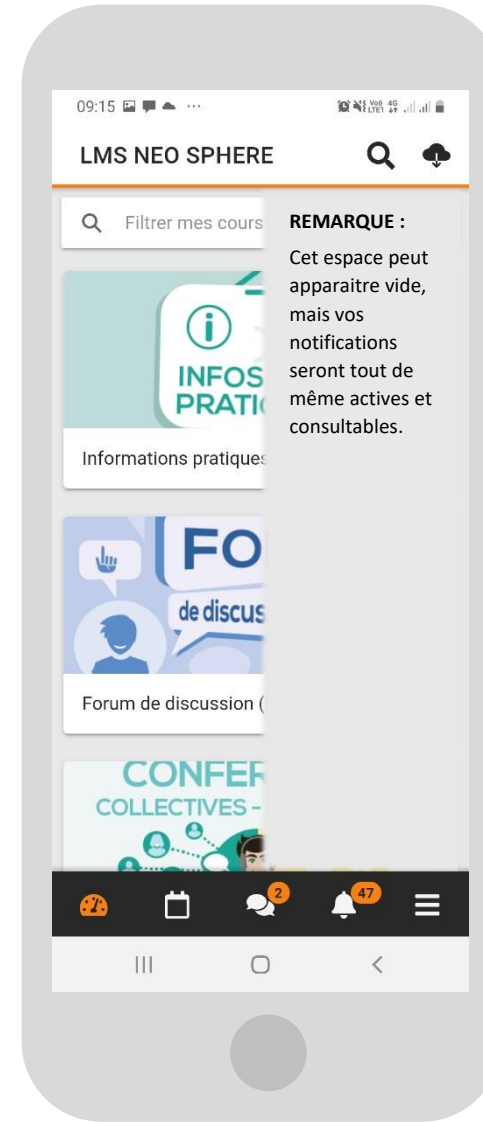 09:15
LMS NEO SPHERE
Filtrer mes cours
REMARQUE :
Cet espace peut
apparaitre vide,
mais vos
notifications
seront tout de
même actives et
consultables.
INFOS
PRATI
Informations pratiques
FO
de discus
Forum de discussion (
CONFER
COLLECTIVES -
2
47